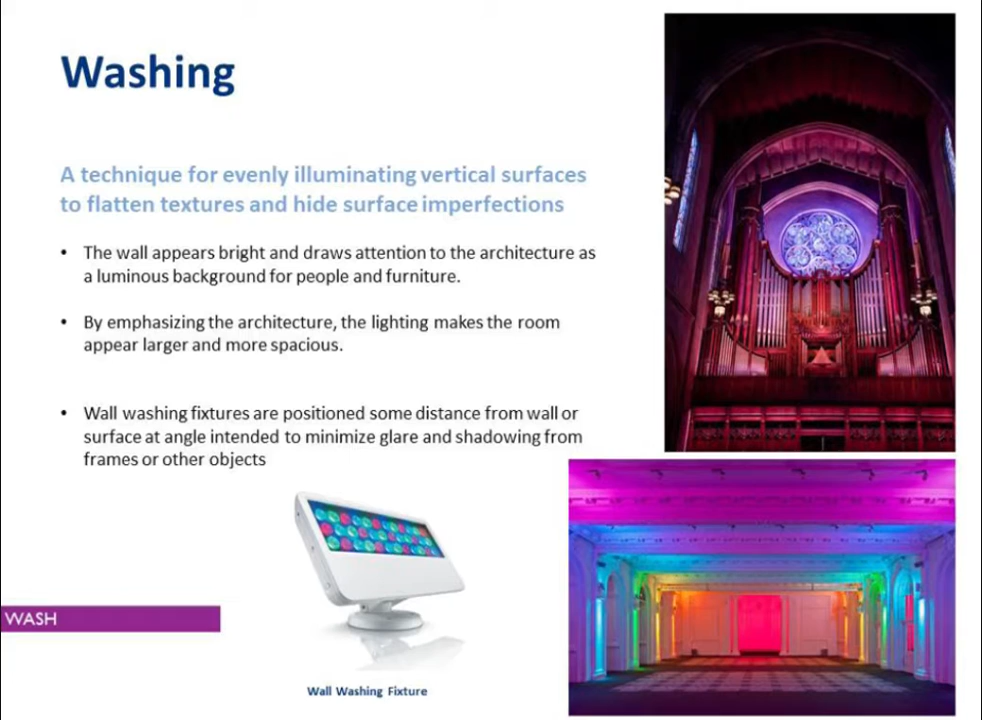 Washing
A technique for evenly illuminating vertical surfaces
to flatten textures and hide surface imperfections
• The wall appears bright and draws attention to the architecture as
a luminous background for people and furniture.
• By emphasizing the architecture, the lighting makes the room
appear larger and more spacious.
• Wall washing fixtures are positioned some distance from wall or
surface at angle intended to minimize glare and shadowing from
frames or other objects
WASH
Wall Washing Fixture